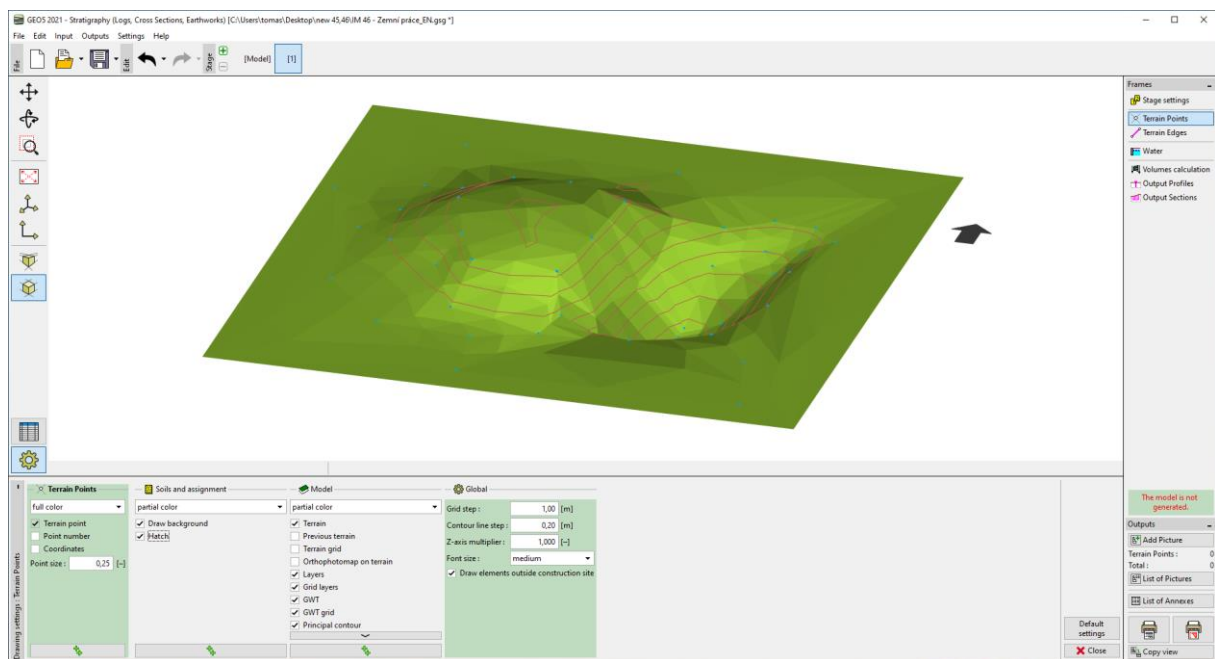 GEO5 2021 - Stratigraphy (Logs, Cross Sections, Earthworks) [C:\Users\tomas\Desktop\new 45,46\IM 46 - Zemní práce_EN.gsg *]
File Edit Input Outputs Settings Help
File
Edit
Stage
[Model] [1]
Frames
Stage settings
Terrain Points
Terrain Edges
Water
Volumes calculation
Output Profiles
Output Sections
Drawing settings : Terrain Points
Terrain Points
full color
Terrain point
Point number
Coordinates
Point size : 0,25 [–]
Soils and assignment
partial color
Draw background
Hatch
Model
partial color
Terrain
Previous terrain
Terrain grid
Orthophotomap on terrain
Layers
Grid layers
GWT
GWT grid
Principal contour
Global
Grid step : 1,00 [m]
Contour line step : 0,20 [m]
Z-axis multiplier : 1,000 [–]
Font size : medium
Draw elements outside construction site
Default
settings
Close
The model is not
generated.
Outputs
Add Picture
Terrain Points : 0
Total : 0
List of Pictures
List of Annexes
Copy view